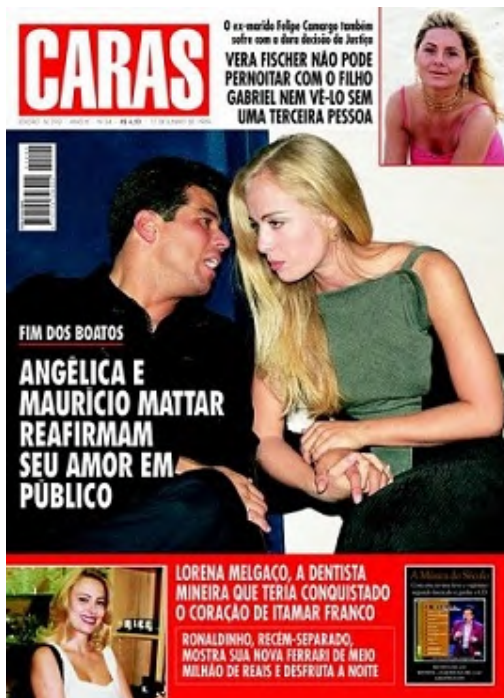 O ex-marido Felipe Camargo também
sofre com a dura decisão da Justiça
VERA FISCHER NÃO PODE
PERNOITAR COM O FILHO
GABRIEL NEM VÊ-LO SEM
UMA TERCEIRA PESSOA
CARAS
FIM DOS BOATOS
ANGÉLICA E
MAURÍCIO MATTAR
REAFIRMAM
SEU AMOR EM
PÚBLICO
LORENA MELGAÇO, A DENTISTA
MINEIRA QUE TERIA CONQUISTADO
O CORAÇÃO DE ITAMAR FRANCO
RONALDINHO, RECÉM-SEPARADO,
MOSTRA SUA NOVA FERRARI DE MEIO
MILHÃO DE REAIS E DESFRUTA A NOITE
A Música do Século